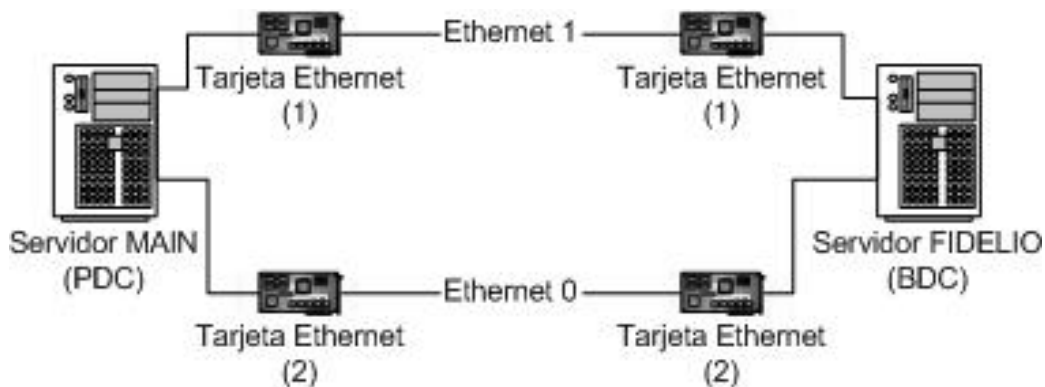 Ethernet 1
Tarjeta Ethernet
(1)
Tarjeta Ethernet
(1)
Servidor MAIN
(PDC)
Servidor FIDELIO
(BDC)
Ethernet 0
Tarjeta Ethernet
(2)
Tarjeta Ethernet
(2)